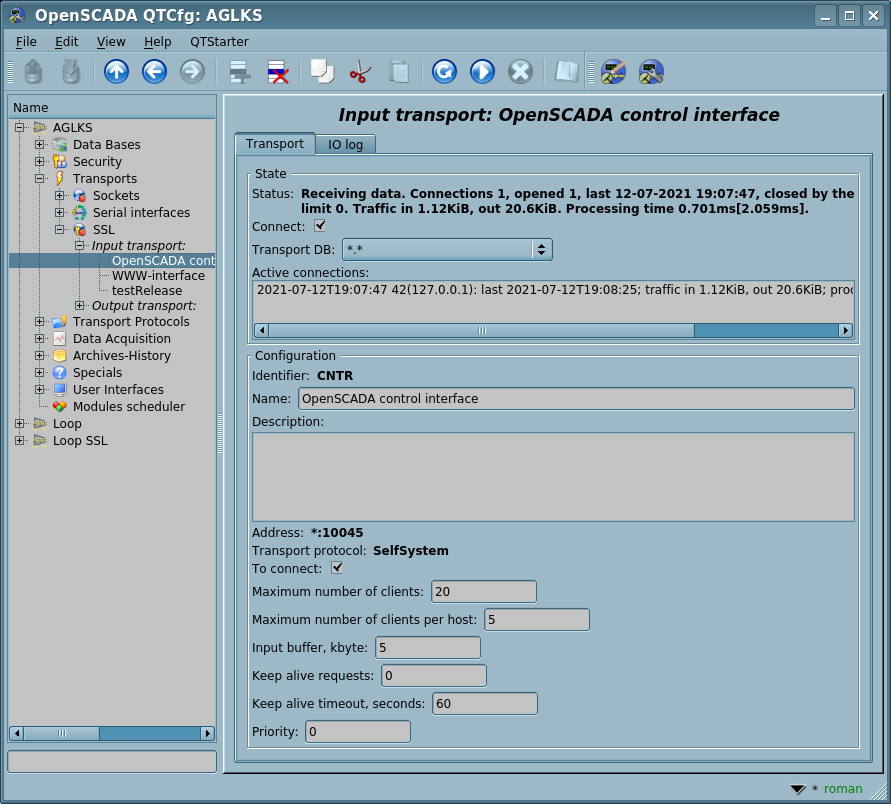 OpenSCADA QTCfg: AGLKS
File Edit View Help QTStarter
Name
AGLKS
Data Bases
Security
Transports
Sockets
Serial interfaces
SSL
Input transport:
OpenSCADA cont
WWW-interface
testRelease
Output transport:
Transport Protocols
Data Acquisition
Archives-History
Specials
User Interfaces
Modules scheduler
Loop
Loop SSL
Input transport: OpenSCADA control interface
Transport IO log
State
Status: Receiving data. Connections 1, opened 1, last 12-07-2021 19:07:47, closed by the
limit 0. Traffic in 1.12KiB, out 20.6KiB. Processing time 0.701ms[2.059ms].
Connect:
Transport DB: *.*
Active connections:
2021-07-12T19:07:47 42(127.0.0.1): last 2021-07-12T19:08:25; traffic in 1.12KiB, out 20.6KiB; proc
Configuration
Identifier: CNTR
Name: OpenSCADA control interface
Description:
Address: *:10045
Transport protocol: SelfSystem
To connect:
Maximum number of clients: 20
Maximum number of clients per host: 5
Input buffer, kbyte: 5
Keep alive requests: 0
Keep alive timeout, seconds: 60
Priority: 0
* roman